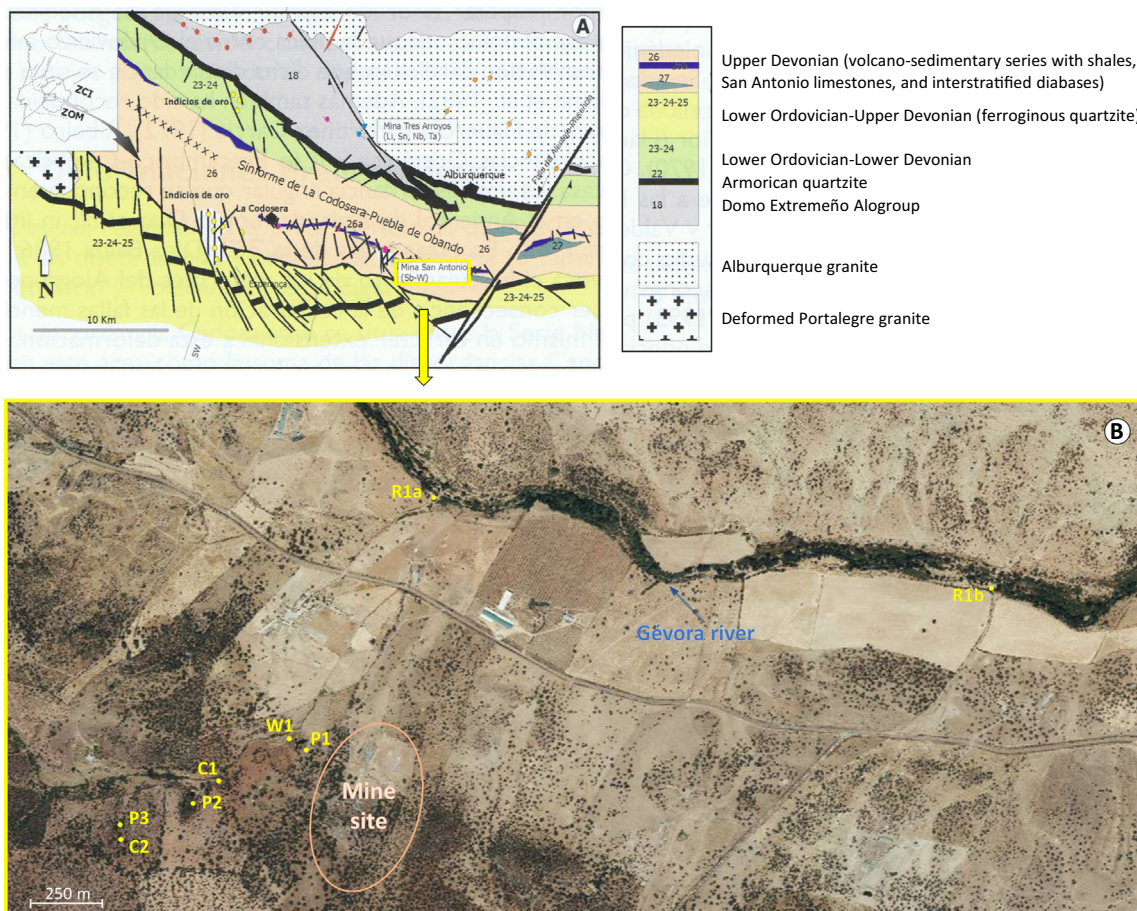 A
ZCI
ZOM
23-24
Indicios de oro
18
Mina Tres Arroyos
(Li, Sn, Nb, Ta)
Alburquerque
26
Sinforme de La Codosera-Puebla de Obando
Indicios de oro
La Codosera
26a
26
27
23-24-25
Mina San Antonio
(Sb-W)
Esperança
23-24-25
N
10 Km
SW
26
27
Upper Devonian (volcano-sedimentary series with shales,
San Antonio limestones, and interstratified diabases)
23-24-25
Lower Ordovician-Upper Devonian (ferroginous quartzite)
23-24
Lower Ordovician-Lower Devonian
22
Armorican quartzite
18
Domo Extremeño Alogroup
Alburquerque granite
Deformed Portalegre granite
B
R1a
R1b
Gévora river
W1
P1
C1
P2
Mine
site
P3
C2
250 m